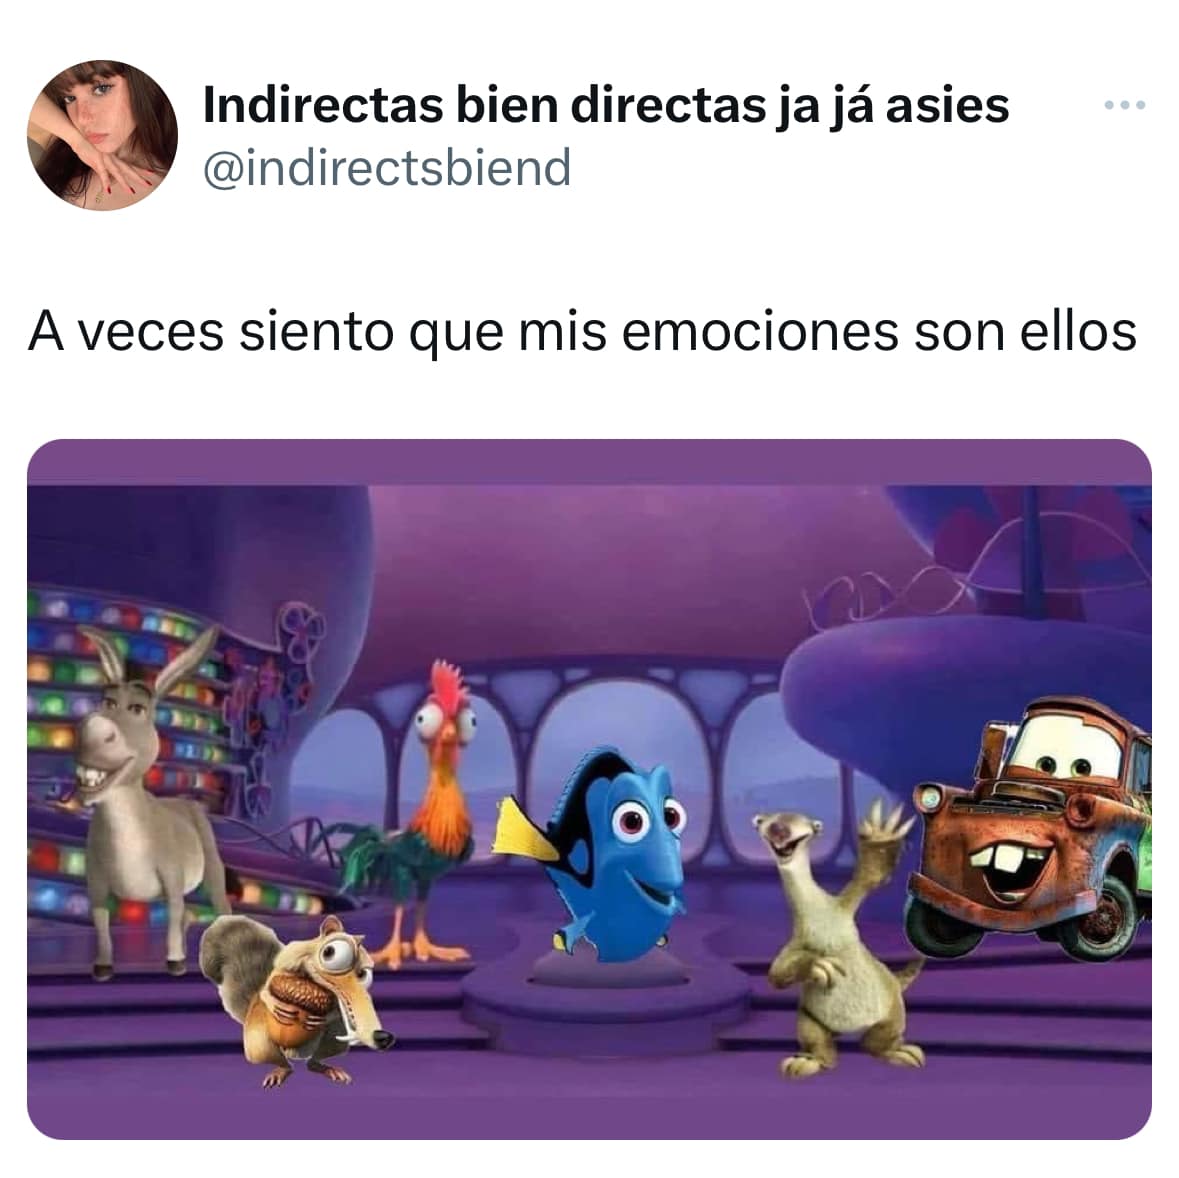 Indirectas bien directas ja já asies
@indirectsbiend
A veces siento que mis emociones son ellos